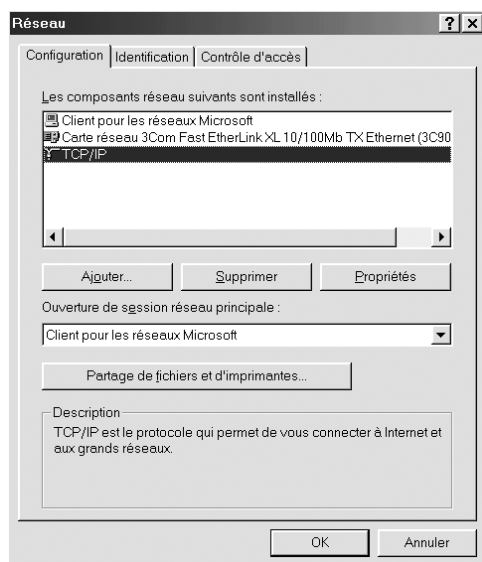 Réseau
Configuration Identification Contrôle d'accès
Les composants réseau suivants sont installés :
Client pour les réseaux Microsoft
Carte réseau 3Com Fast EtherLink XL 10/100Mb TX Ethernet (3C90
TCP/IP
Ajouter... Supprimer Propriétés
Ouverture de session réseau principale :
Client pour les réseaux Microsoft
Partage de fichiers et d'imprimantes...
Description
TCP/IP est le protocole qui permet de vous connecter à Internet et
aux grands réseaux.
OK Annuler